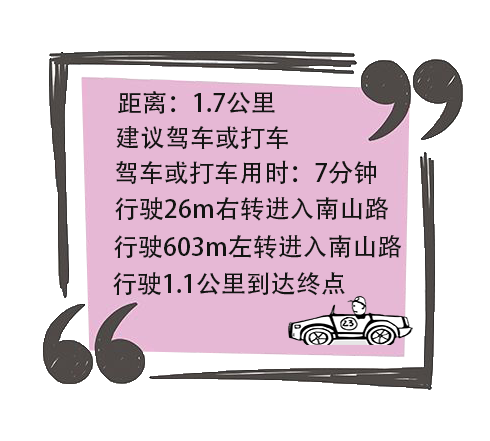 距离：1.7公里
建议驾车或打车
驾车或打车用时：7分钟
行驶26m右转进入南山路
行驶603m左转进入南山路
行驶1.1公里到达终点